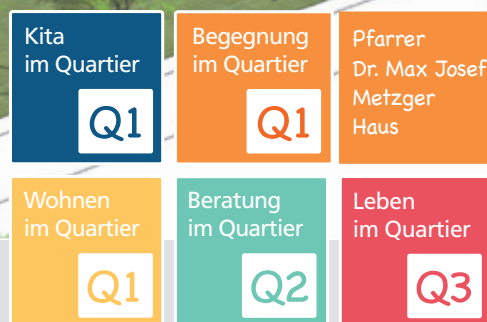 Kita
im Quartier
Q1
Begegnung
im Quartier
Q1
Pfarrer
Dr. Max Josef
Metzger
Haus
Wohnen
im Quartier
Q1
Beratung
im Quartier
Q2
Leben
im Quartier
Q3